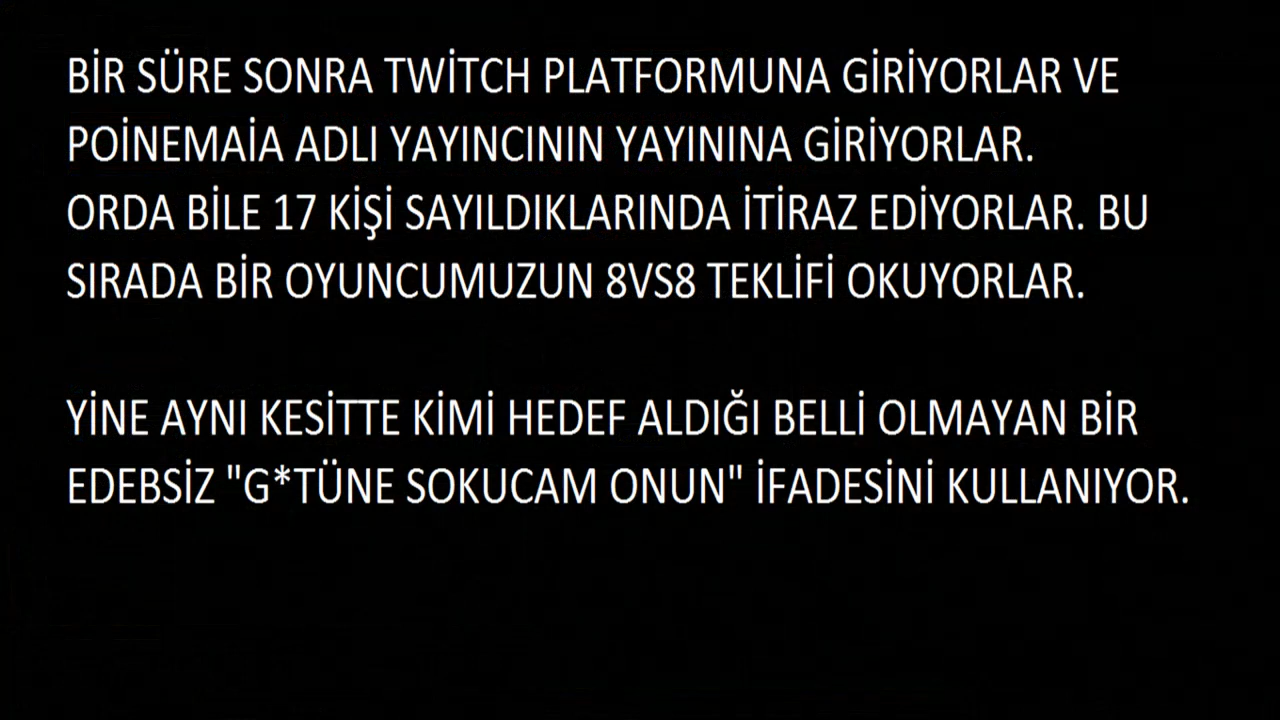 BİR SÜRE SONRA TWİTCH PLATFORMUNA GİRİYORLAR VE
POİNEMAİA ADLI YAYINCININ YAYININA GİRİYORLAR.
ORDA BİLE 17 KİŞİ SAYILDIKLARINDA İTİRAZ EDİYORLAR. BU
SIRADA BİR OYUNCUMUZUN 8VS8 TEKLİFİ OKUYORLAR.
YİNE AYNI KESİTTE KİMİ HEDEF ALDIĞI BELLİ OLMAYAN BİR
EDEBSİZ "G*TÜNE SOKUCAM ONUN" İFADESİNİ KULLANIYOR.